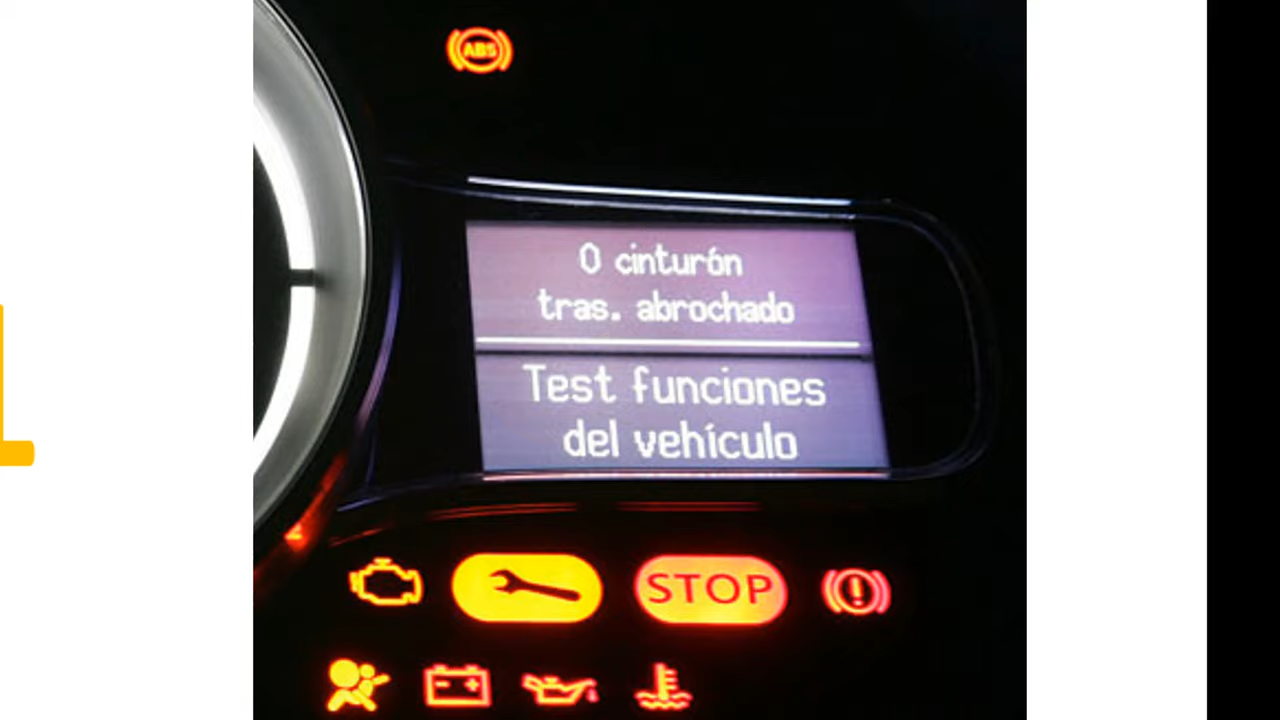 ABS
0 cinturón
tras. abrochado
Test funciones
del vehículo
STOP